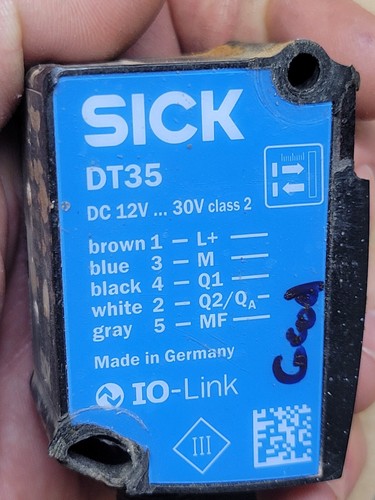 SICK
DT35
DC 12V ... 30V class 2
brown 1 – L+
blue 3 – M
black 4 – Q1
white 2 – Q2/QA
gray 5 – MF
Good
Made in Germany
IO-Link
III